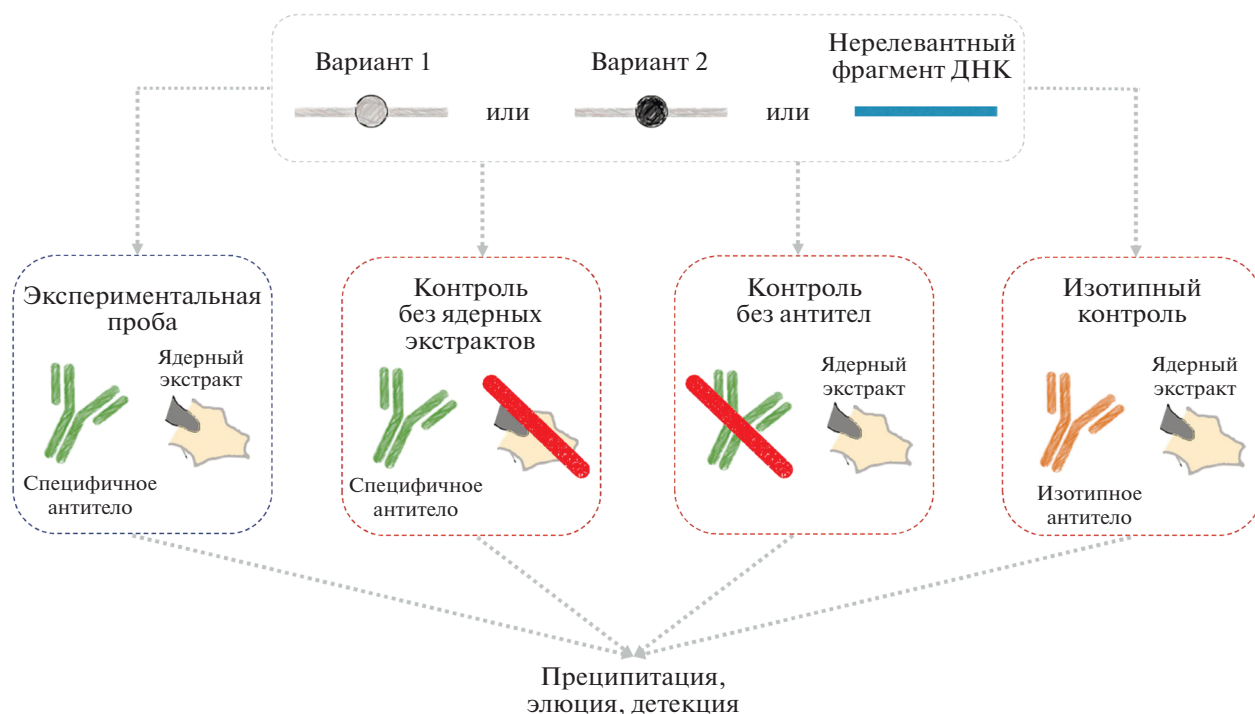 Вариант 1
или
Вариант 2
или
Нерелевантный
фрагмент ДНК
Экспериментальная
проба
Ядерный
экстракт
Специфичное
антитело
Контроль
без ядерных
экстрактов
Специфичное
антитело
Контроль
без антител
Ядерный
экстракт
Изотипный
контроль
Ядерный
экстракт
Изотипное
антитело
Преципитация,
элюция, детекция